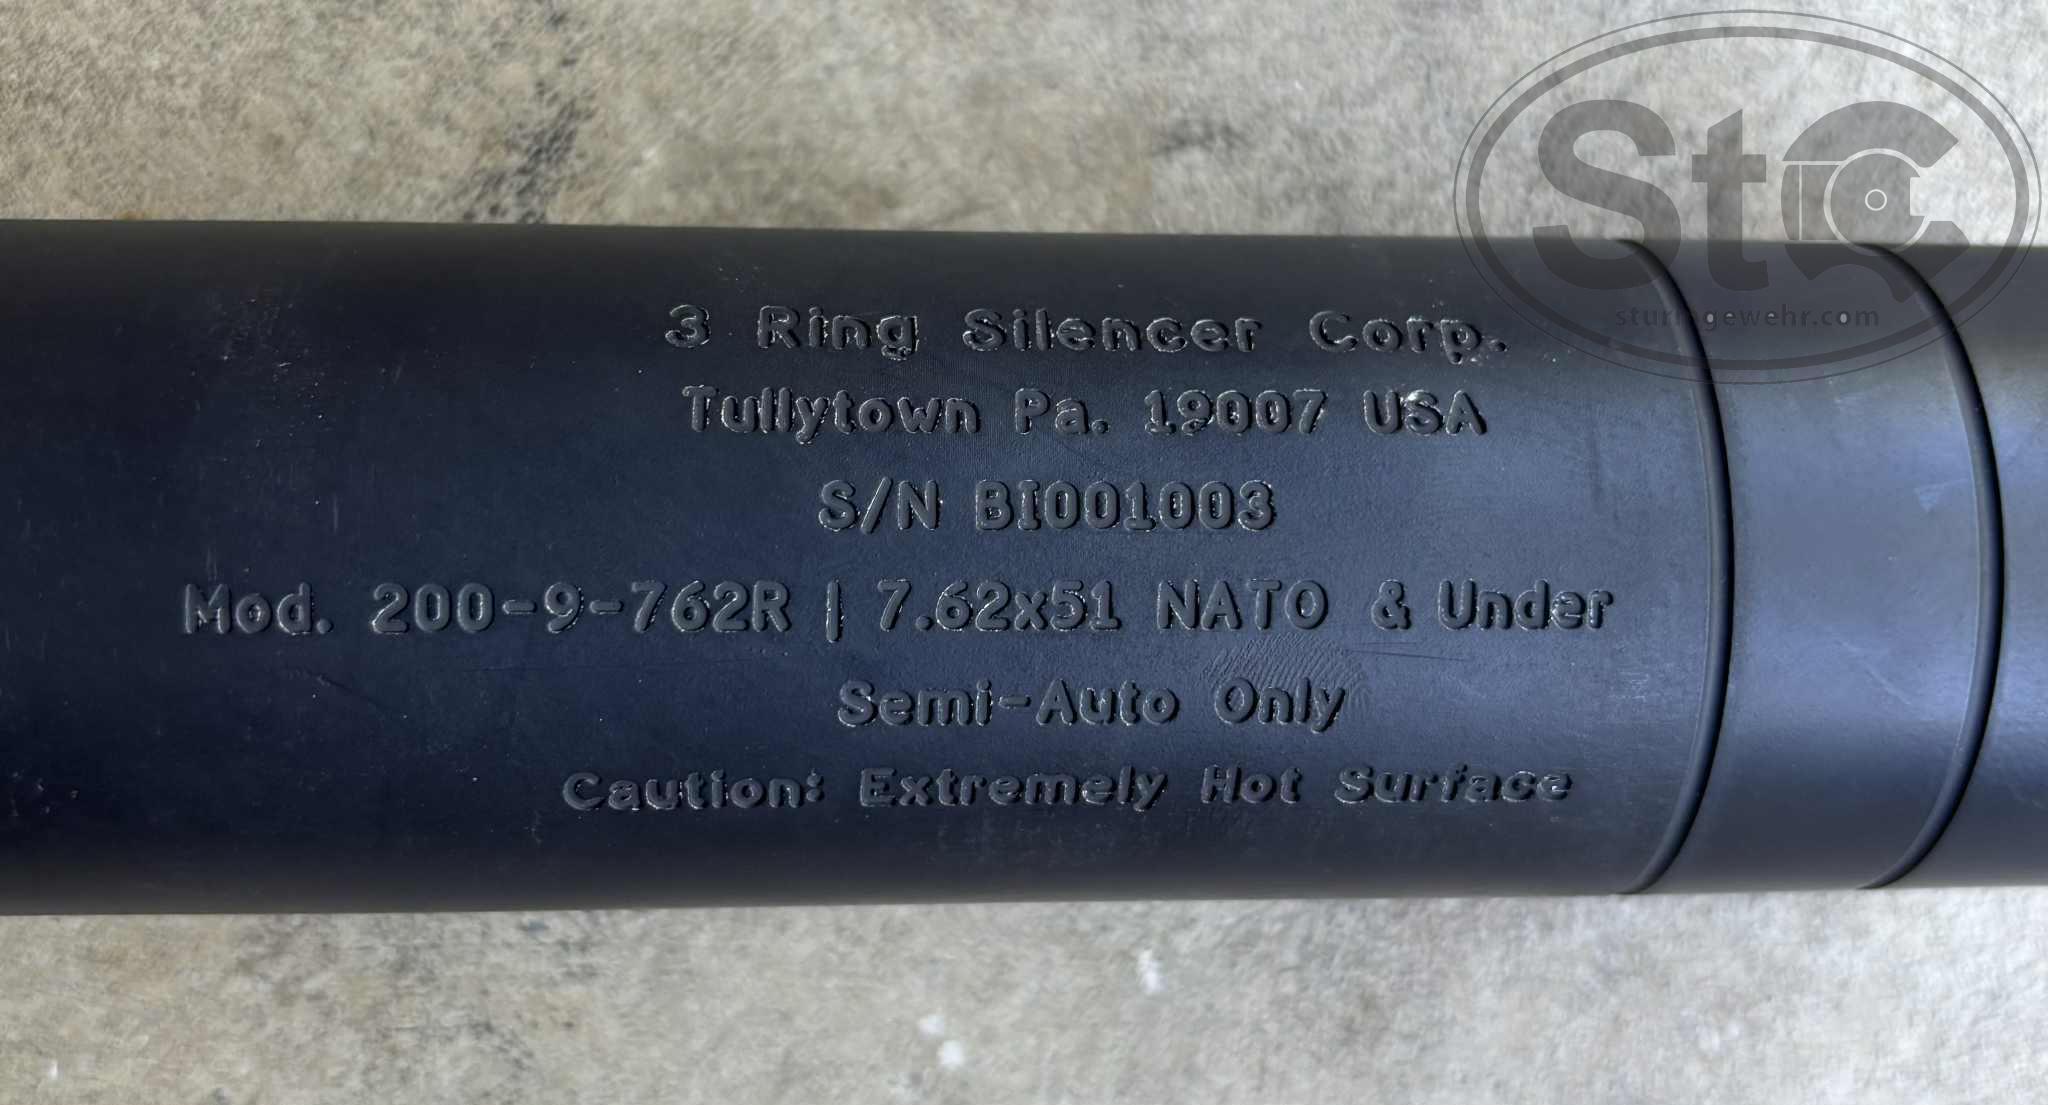 StG
sturmgewehr.com
3 Ring Silencer Corp.
Tullytown Pa. 19007 USA
S/N BI001003
Mod. 200-9-762R | 7.62x51 NATO & Under
Semi-Auto Only
Caution: Extremely Hot Surface